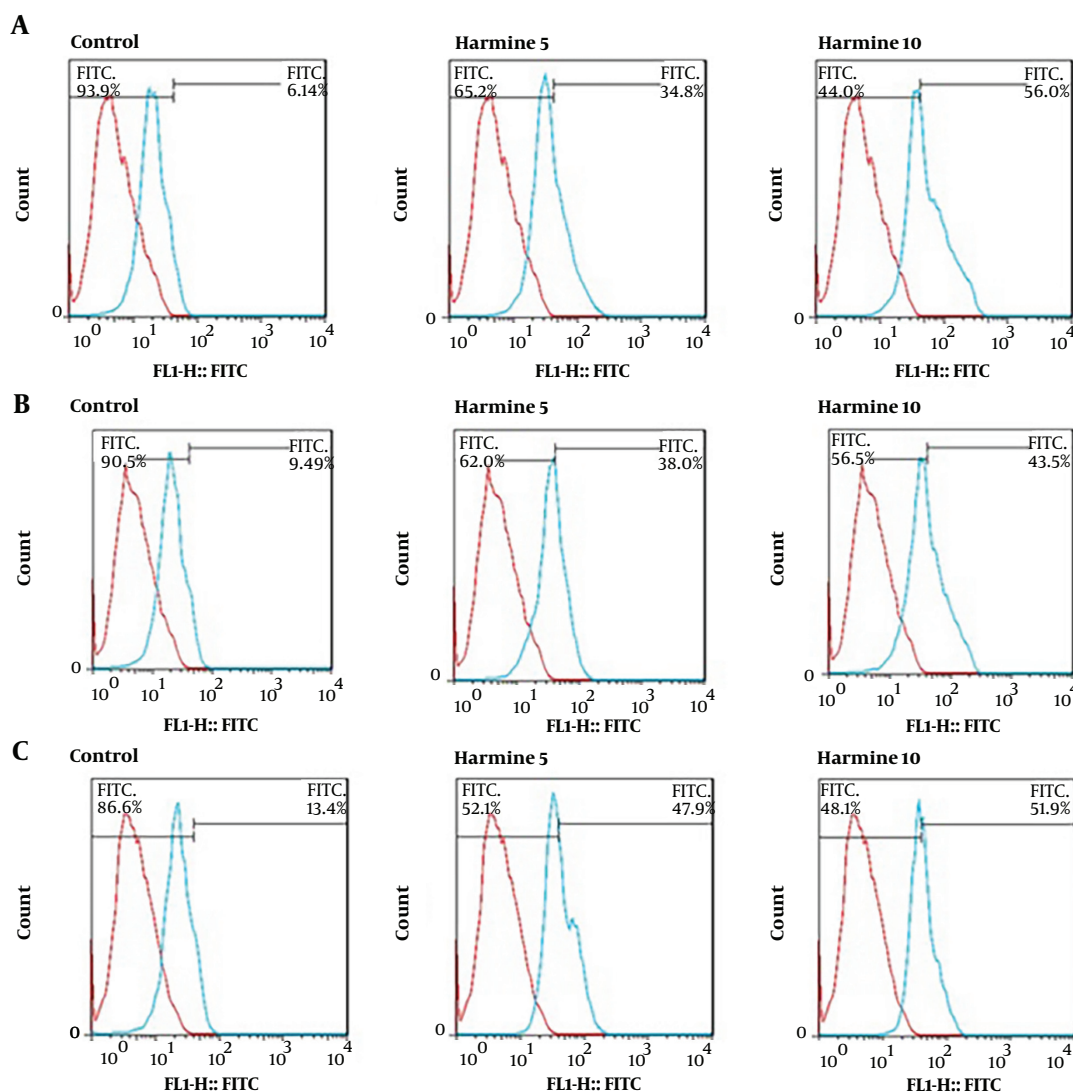 A
Control
Harmine 5
Harmine 10
FITC.
93.9%
FITC.
6.14%
FITC.
65.2%
FITC.
34.8%
FITC.
44.0%
FITC.
56.0%
Count
Count
Count
0
0
0
10^0 10^1 10^2 10^3 10^4
10^0 10^1 10^2 10^3 10^4
10^0 10^1 10^2 10^3 10^4
FL1-H:: FITC
FL1-H:: FITC
FL1-H:: FITC
B
Control
Harmine 5
Harmine 10
FITC.
90.5%
FITC.
9.49%
FITC.
62.0%
FITC.
38.0%
FITC.
56.5%
FITC.
43.5%
Count
Count
Count
0
0
0
10^0 10^1 10^2 10^3 10^4
10^0 10^1 10^2 10^3 10^4
10^0 10^1 10^2 10^3 10^4
FL1-H:: FITC
FL1-H:: FITC
FL1-H:: FITC
C
Control
Harmine 5
Harmine 10
FITC.
86.6%
FITC.
13.4%
FITC.
52.1%
FITC.
47.9%
FITC.
48.1%
FITC.
51.9%
Count
Count
Count
0
0
0
10^0 10^1 10^2 10^3 10^4
10^0 10^1 10^2 10^3 10^4
10^0 10^1 10^2 10^3 10^4
FL1-H:: FITC
FL1-H:: FITC
FL1-H:: FITC